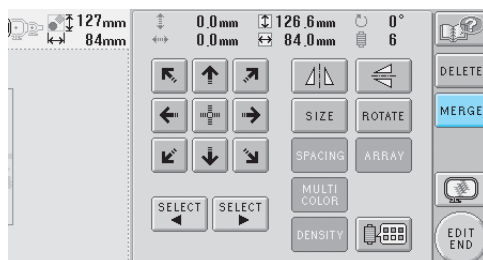 127mm 0.0mm 126.6mm 0°
84mm 0.0mm 84.0mm 6
DELETE
SIZE ROTATE MERGE
SPACING ARRAY
MULTI
COLOR
SELECT SELECT
DENSITY
EDIT
END